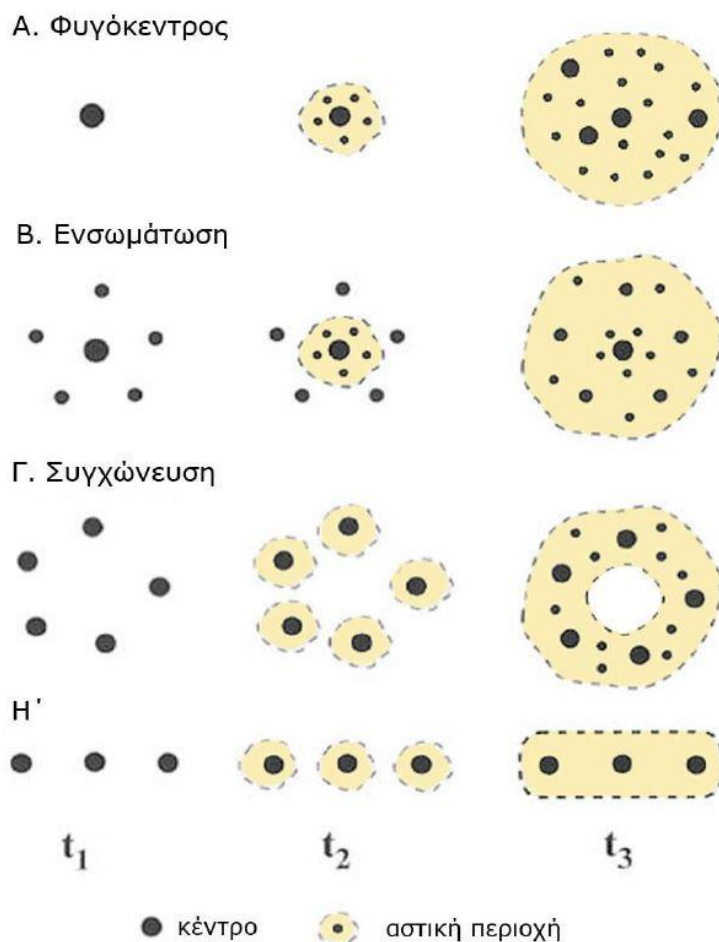 Α. Φυγόκεντρος
Β. Ενσωμάτωση
Γ. Συγχώνευση
Η΄
t₁ t₂ t₃
κέντρο αστική περιοχή